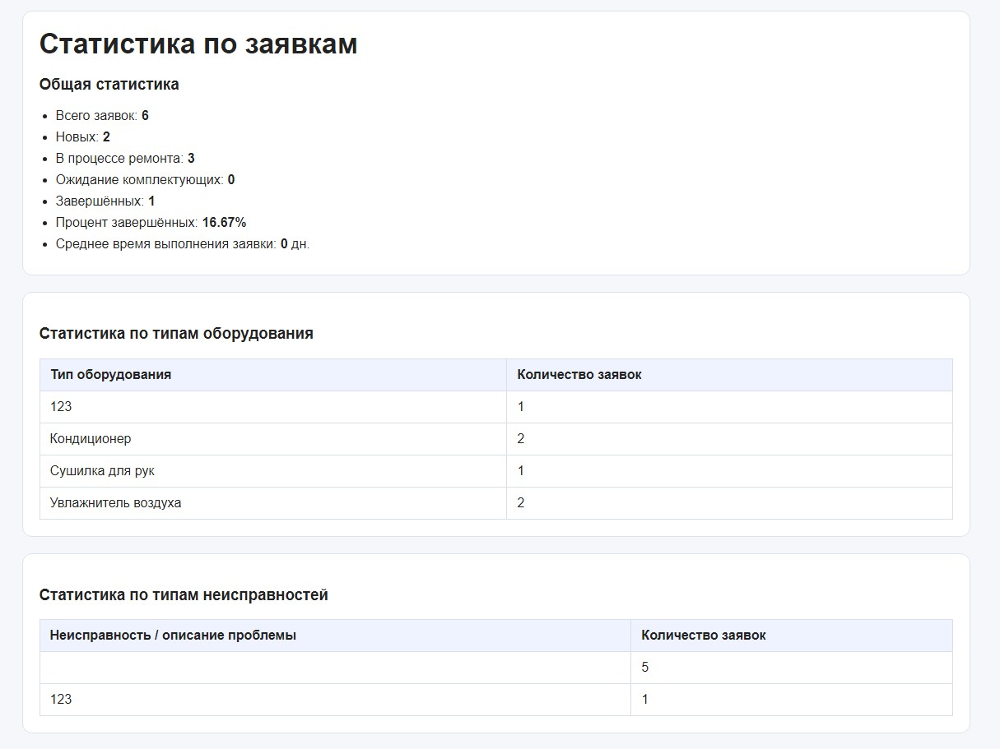 Статистика по заявкам
Общая статистика
• Всего заявок: 6
• Новых: 2
• В процессе ремонта: 3
• Ожидание комплектующих: 0
• Завершённых: 1
• Процент завершённых: 16.67%
• Среднее время выполнения заявки: 0 дн.
Статистика по типам оборудования
Тип оборудования Количество заявок
123 1
Кондиционер 2
Сушилка для рук 1
Увлажнитель воздуха 2
Статистика по типам неисправностей
Неисправность / описание проблемы Количество заявок
5
123 1